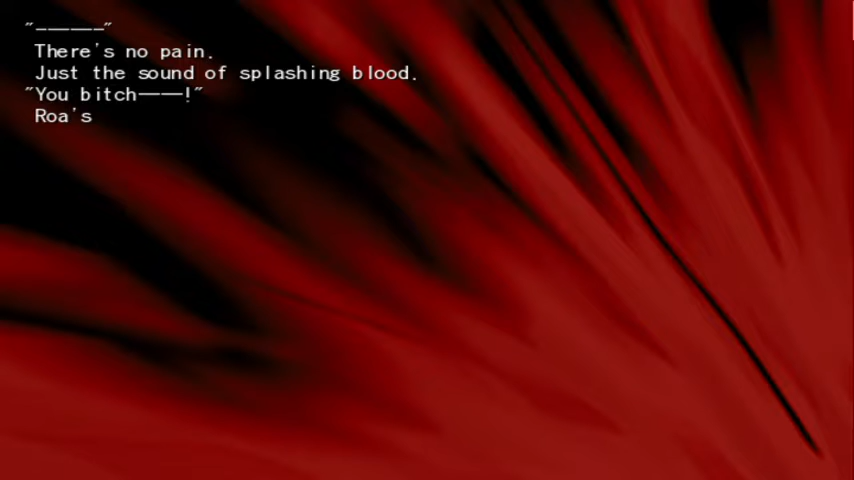 "―――――"
There's no pain.
Just the sound of splashing blood.
"You bitch―――!"
Roa's